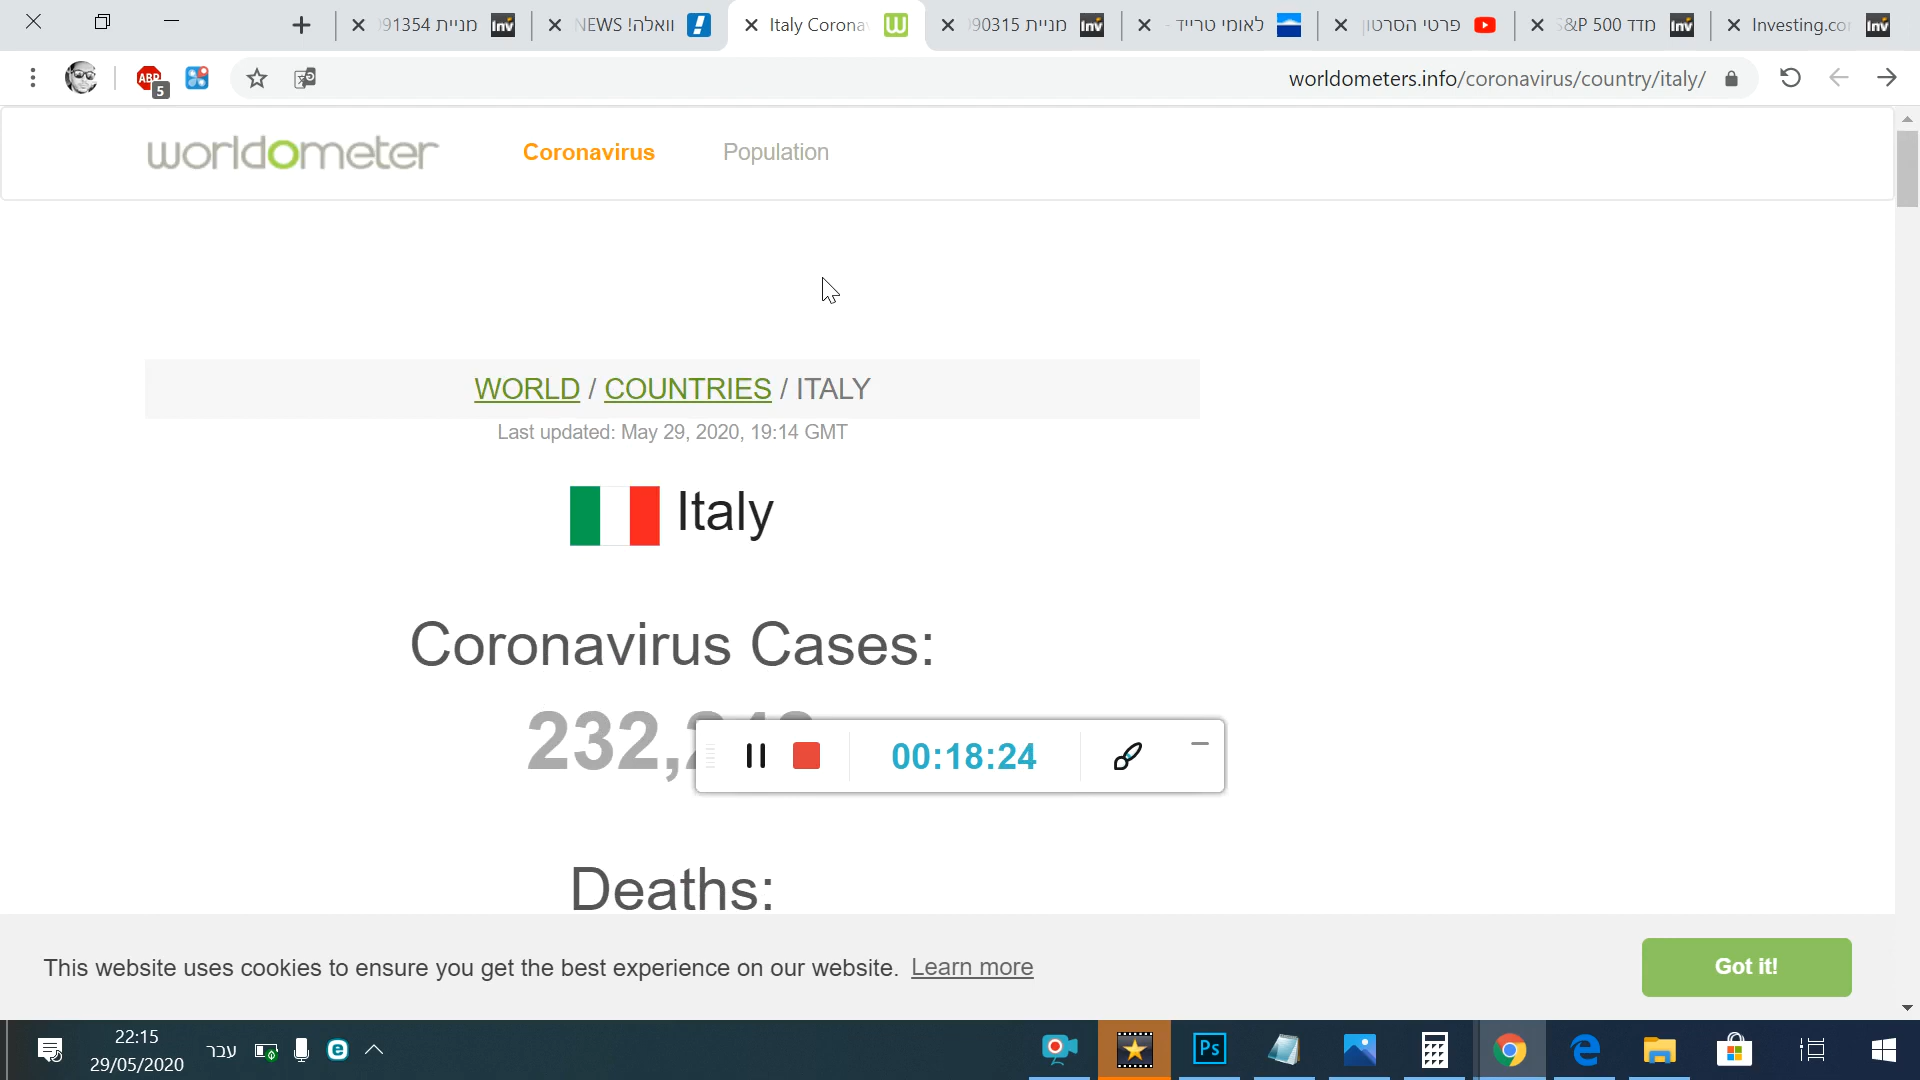 Investing.co
מדד S&P 500
פרטי הסרטון
לאומי טרייד -
מניית 90315
Italy Corona
וואלה! NEWS
מניית 91354
worldometers.info/coronavirus/country/italy/
ABP
5
worldometer
Coronavirus
Population
WORLD / COUNTRIES / ITALY
Last updated: May 29, 2020, 19:14 GMT
Italy
Coronavirus Cases:
232,
00:18:24
Deaths:
This website uses cookies to ensure you get the best experience on our website. Learn more
Got it!
22:15
עבר
29/05/2020
Ps